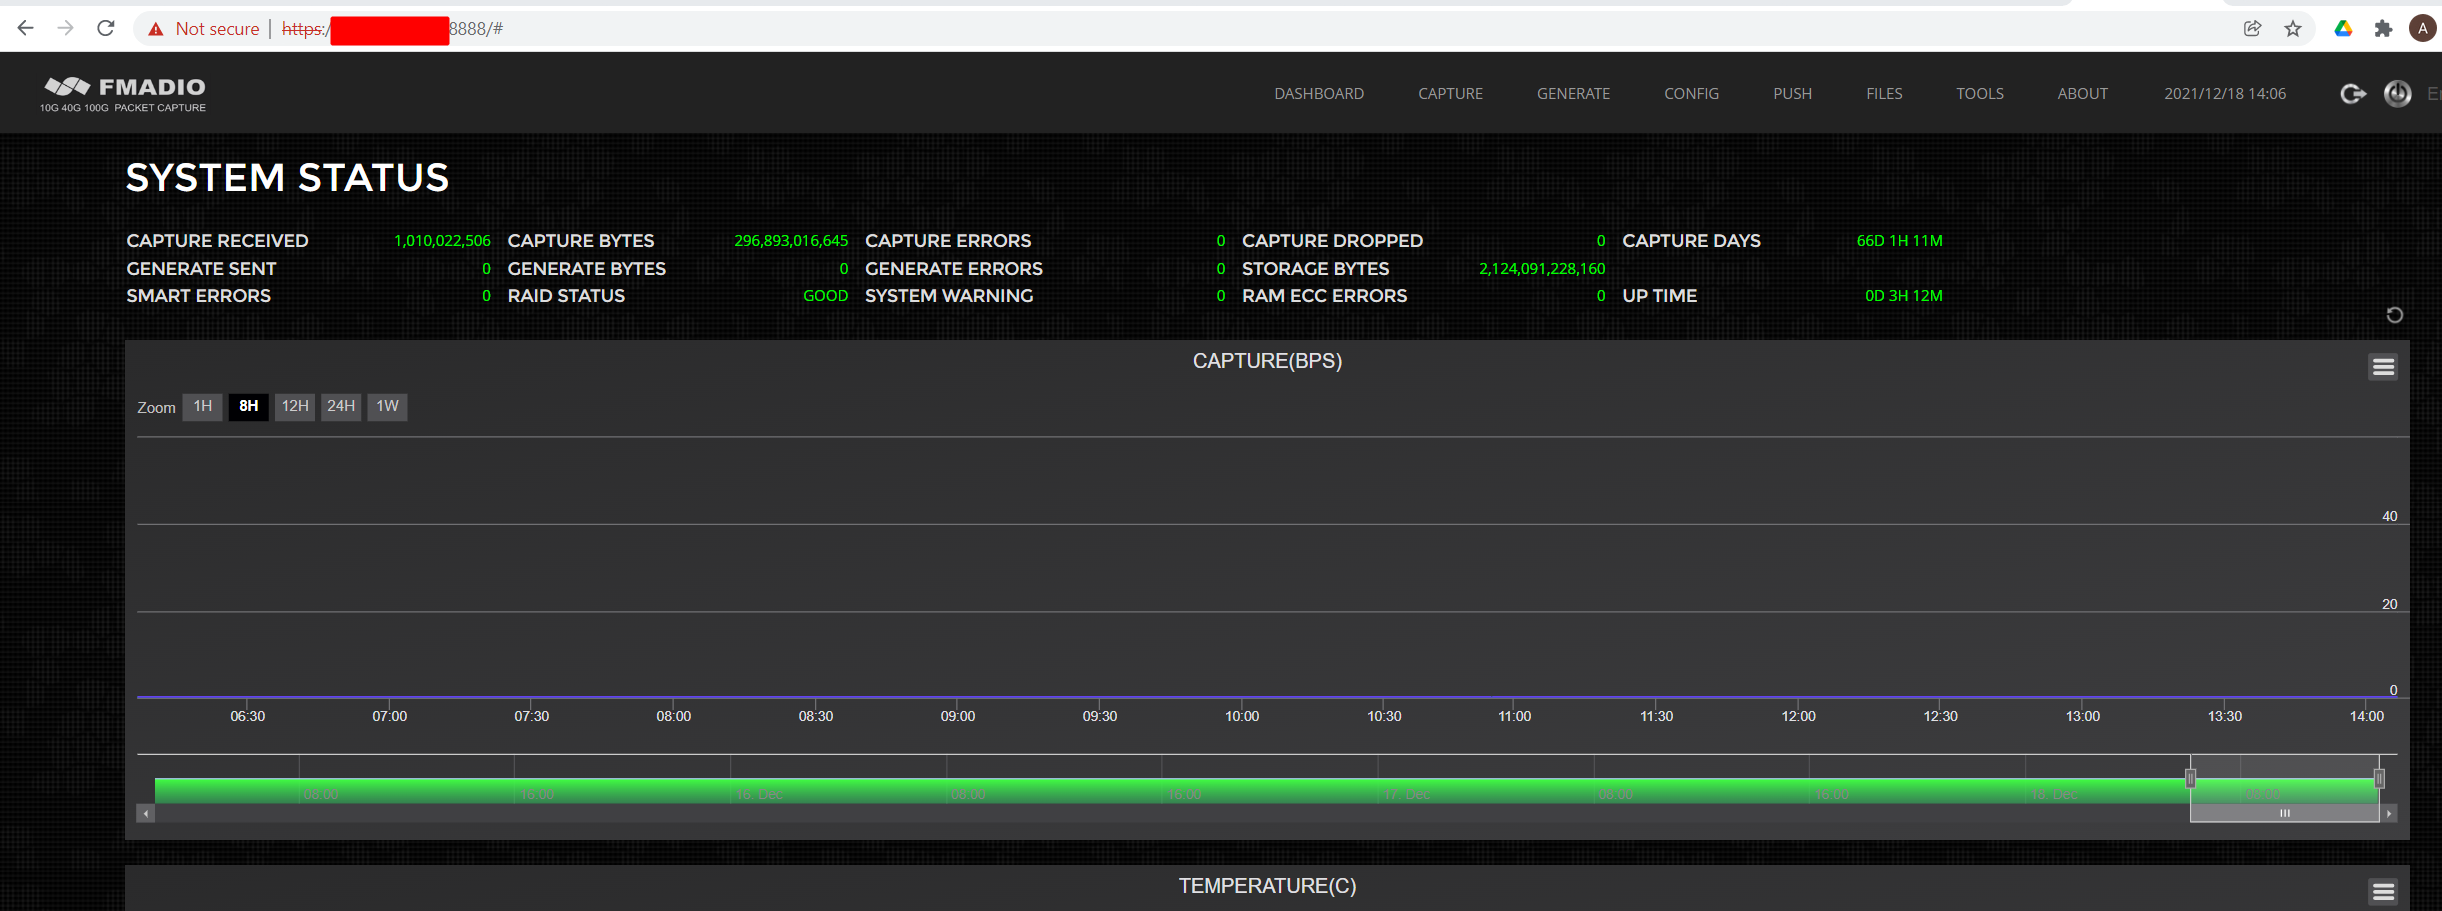 Not secure | https:/ 8888/# A
FMADIO
10G 40G 100G PACKET CAPTURE
DASHBOARD CAPTURE GENERATE CONFIG PUSH FILES TOOLS ABOUT 2021/12/18 14:06
SYSTEM STATUS
CAPTURE RECEIVED 1,010,022,506 CAPTURE BYTES 296,893,016,645 CAPTURE ERRORS 0 CAPTURE DROPPED 0 CAPTURE DAYS 66D 1H 11M
GENERATE SENT 0 GENERATE BYTES 0 GENERATE ERRORS 0 STORAGE BYTES 2,124,091,228,160
SMART ERRORS 0 RAID STATUS GOOD SYSTEM WARNING 0 RAM ECC ERRORS 0 UP TIME 0D 3H 12M
CAPTURE(BPS)
Zoom 1H 8H 12H 24H 1W
40
20
0
06:30 07:00 07:30 08:00 08:30 09:00 09:30 10:00 10:30 11:00 11:30 12:00 12:30 13:00 13:30 14:00
08:00 16:00 16. Dec 08:00 16:00 17. Dec 08:00 16:00 18. Dec 08:00
TEMPERATURE(C)